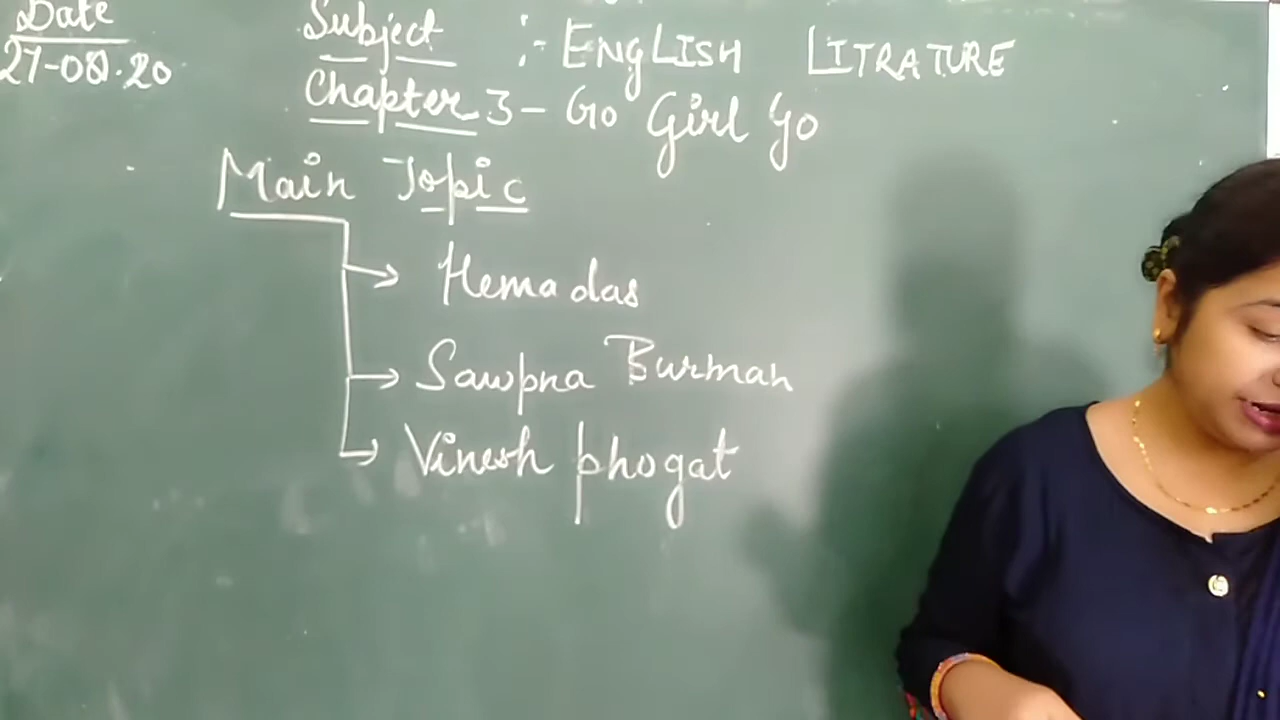 Date
27-08.20
Subject :- ENGLISH LITRATURE
Chapter 3 - Go Girl Go
Main Topic
Hema das
Sawpna Burman
Vinesh phogat